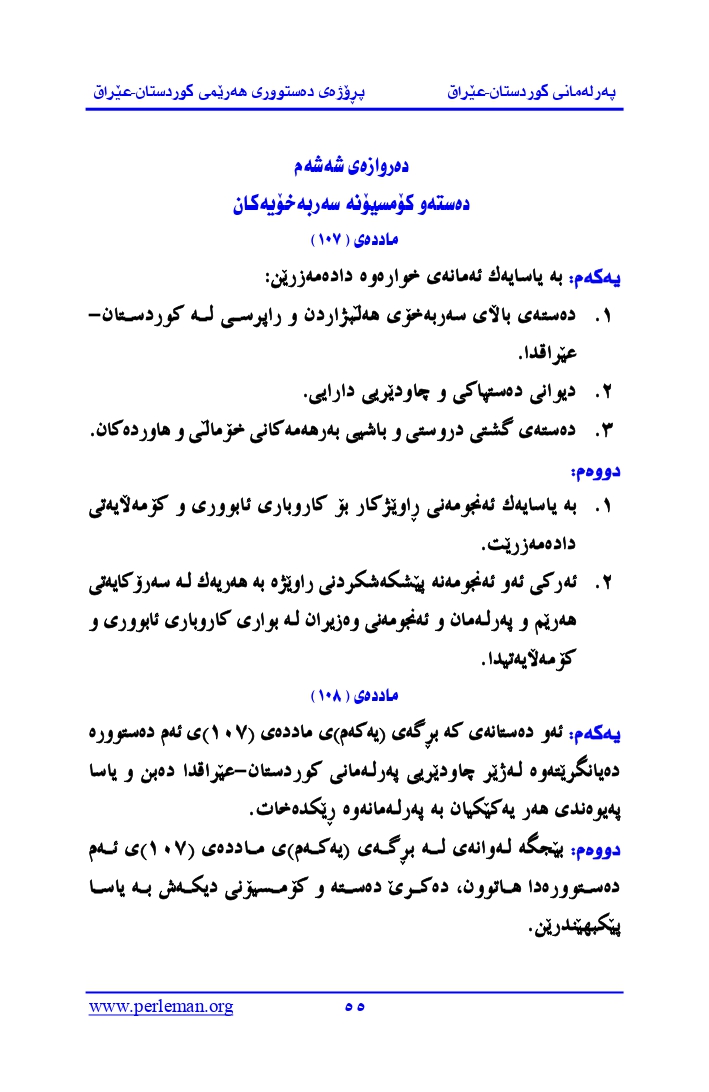 پەرلەمانی کوردستان-عێراق
پڕۆژەی دەستووری هەرێمی کوردستان-عێراق
دەروازەی شەشەم
دەستەو کۆمسیۆنە سەربەخۆیەکان
ماددەی (١٠٧)
یەکەم: بە یاسایەك ئەمانەی خوارەوە دادەمەزرێن:
١. دەستەی باڵای سەربەخۆی هەڵبژاردن و راپرسی لە کوردستان-
عێراقدا.
٢. دیوانی دەستپاکی و چاودێریی دارایی.
٣. دەستەی گشتی دروستی و باشیی بەرهەمەکانی خۆماڵی و هاوردەکان.
دووەم:
١. بە یاسایەك ئەنجومەنی ڕاوێژکار بۆ کاروباری ئابووری و کۆمەڵایەتی
دادەمەزرێت.
٢. ئەرکی ئەو ئەنجومەنە پێشکەشکردنی راوێژە بە هەریەك لە سەرۆکایەتی
هەرێم و پەرلەمان و ئەنجومەنی وەزیران لە بواری کاروباری ئابووری و
کۆمەڵایەتیدا.
ماددەی (١٠٨)
یەکەم: ئەو دەستانەی کە بڕگەی (یەکەم)ی ماددەی (١٠٧)ی ئەم دەستوورە
دەیانگرێتەوە لەژێر چاودێریی پەرلەمانی کوردستان-عێراقدا دەبن و یاسا
پەیوەندی هەر یەکێکیان بە پەرلەمانەوە ڕێکدەخات.
دووەم: بێجگە لەوانەی لە بڕگەی (یەکەم)ی ماددەی (١٠٧)ی ئەم
دەستوورەدا هاتوون، دەکرێ دەستە و کۆمسیۆنی دیکەش بە یاسا
پێکبهێندرێن.
www.perleman.org
٥٥